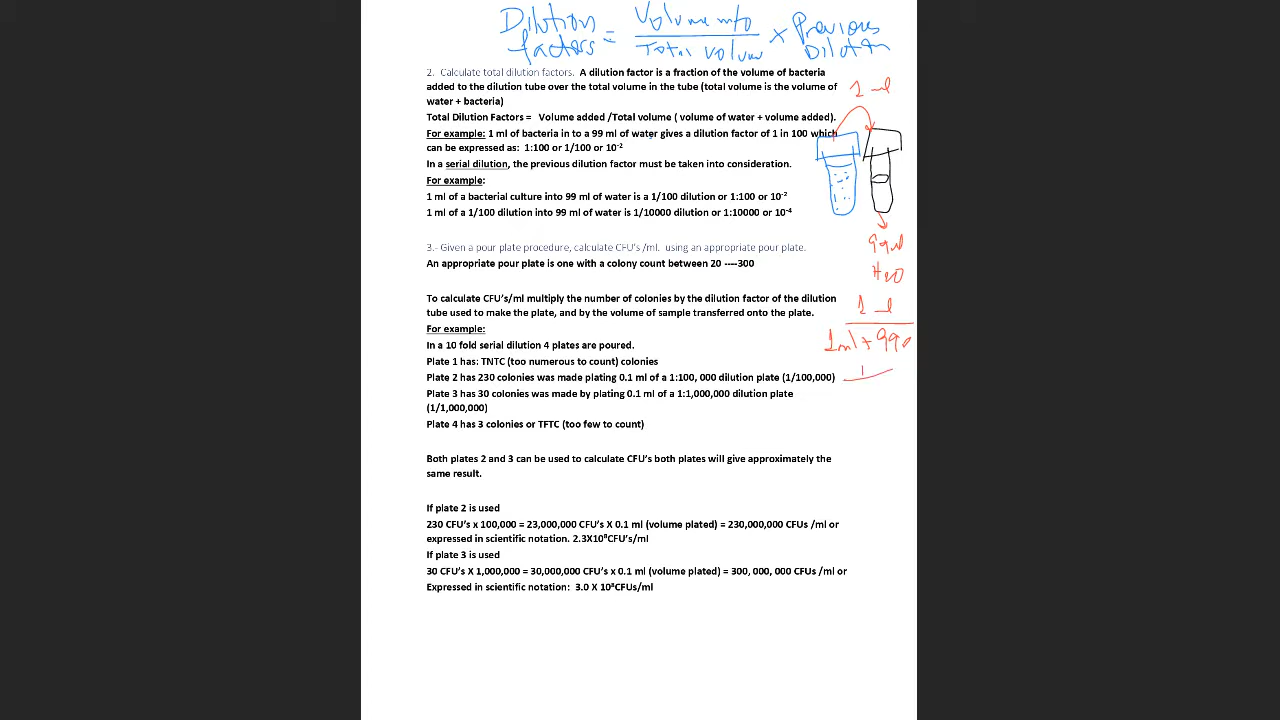 Dilution factors = Volume into / Total volum x Previous Dilution
2. Calculate total dilution factors. A dilution factor is a fraction of the volume of bacteria
added to the dilution tube over the total volume in the tube (total volume is the volume of
water + bacteria)
1 ml
Total Dilution Factors = Volume added /Total volume ( volume of water + volume added).
For example: 1 ml of bacteria in to a 99 ml of water gives a dilution factor of 1 in 100 which
can be expressed as: 1:100 or 1/100 or 10-2
In a serial dilution, the previous dilution factor must be taken into consideration.
For example:
1 ml of a bacterial culture into 99 ml of water is a 1/100 dilution or 1:100 or 10-2
1 ml of a 1/100 dilution into 99 ml of water is 1/10000 dilution or 1:10000 or 10-4
99ml
H2O
3.- Given a pour plate procedure, calculate CFU's /ml. using an appropriate pour plate.
An appropriate pour plate is one with a colony count between 20 ----300
To calculate CFU's/ml multiply the number of colonies by the dilution factor of the dilution
tube used to make the plate, and by the volume of sample transferred onto the plate.
1 ml
1ml + 99
1
For example:
In a 10 fold serial dilution 4 plates are poured.
Plate 1 has: TNTC (too numerous to count) colonies
Plate 2 has 230 colonies was made plating 0.1 ml of a 1:100, 000 dilution plate (1/100,000)
Plate 3 has 30 colonies was made by plating 0.1 ml of a 1:1,000,000 dilution plate
(1/1,000,000)
Plate 4 has 3 colonies or TFTC (too few to count)
Both plates 2 and 3 can be used to calculate CFU's both plates will give approximately the
same result.
If plate 2 is used
230 CFU's x 100,000 = 23,000,000 CFU's X 0.1 ml (volume plated) = 230,000,000 CFUs /ml or
expressed in scientific notation. 2.3X10⁸CFU's/ml
If plate 3 is used
30 CFU's X 1,000,000 = 30,000,000 CFU's x 0.1 ml (volume plated) = 300, 000, 000 CFUs /ml or
Expressed in scientific notation: 3.0 X 10⁸CFUs/ml